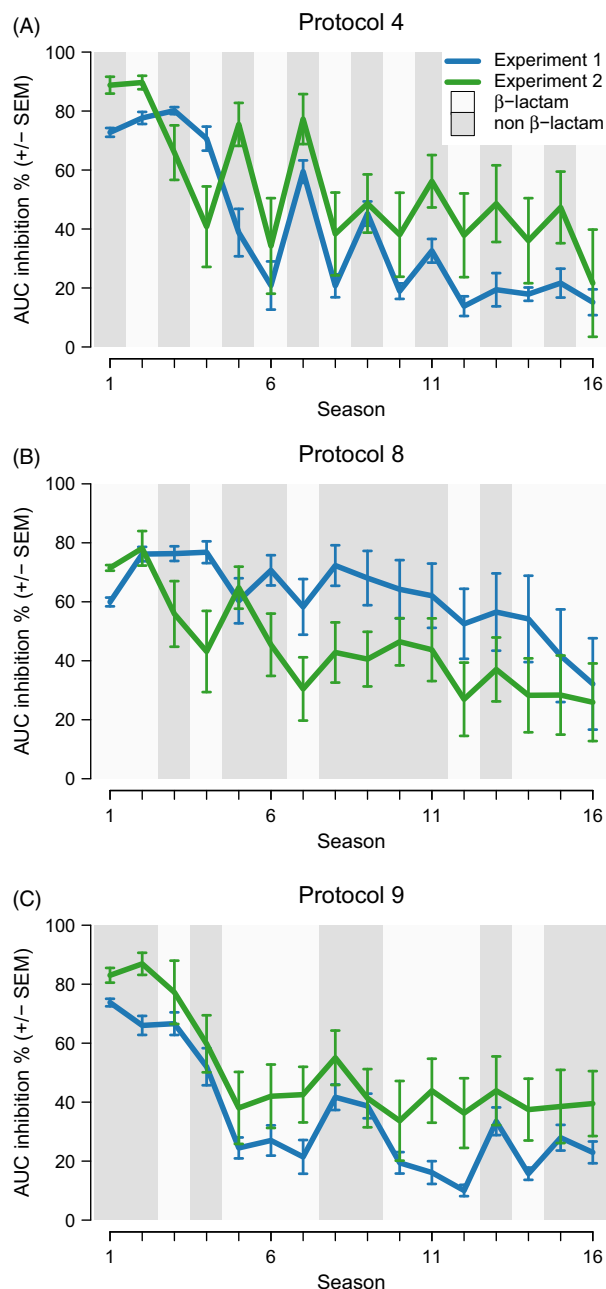 (A)
Protocol 4
AUC inhibition % (+/− SEM)
100
80
60
40
20
0
Experiment 1
Experiment 2
β−lactam
non β−lactam
1
6
11
16
Season
(B)
Protocol 8
AUC inhibition % (+/− SEM)
100
80
60
40
20
0
1
6
11
16
Season
(C)
Protocol 9
AUC inhibition % (+/− SEM)
100
80
60
40
20
0
1
6
11
16
Season